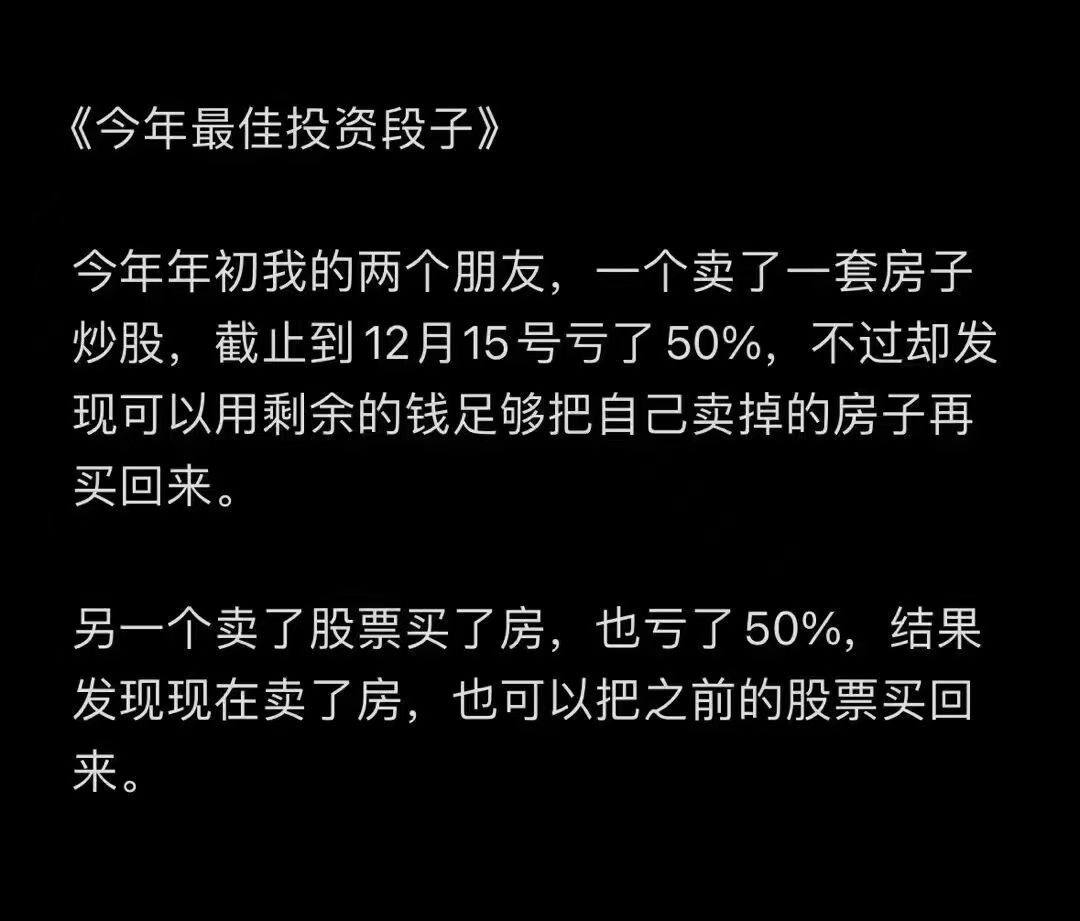 《今年最佳投资段子》
今年年初我的两个朋友，一个卖了一套房子
炒股，截止到12月15号亏了50%，不过却发
现可以用剩余的钱足够把自己卖掉的房子再
买回来。
另一个卖了股票买了房，也亏了50%，结果
发现现在卖了房，也可以把之前的股票买回
来。